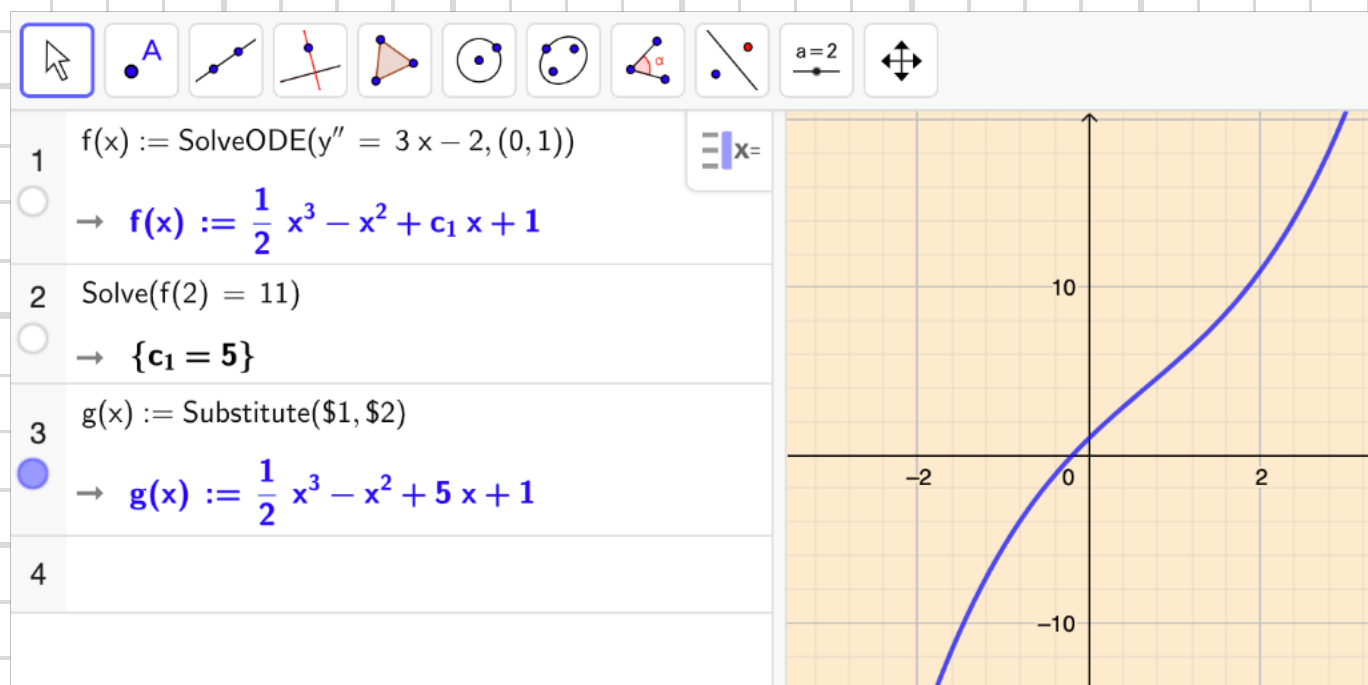 A
α
a=2
1
f(x) := SolveODE(y″ = 3 x − 2, (0, 1))
→ f(x) := 1/2 x³ − x² + c₁ x + 1
x=
2
Solve(f(2) = 11)
→ {c₁ = 5}
3
g(x) := Substitute($1, $2)
→ g(x) := 1/2 x³ − x² + 5 x + 1
4
10
−2
0
2
−10